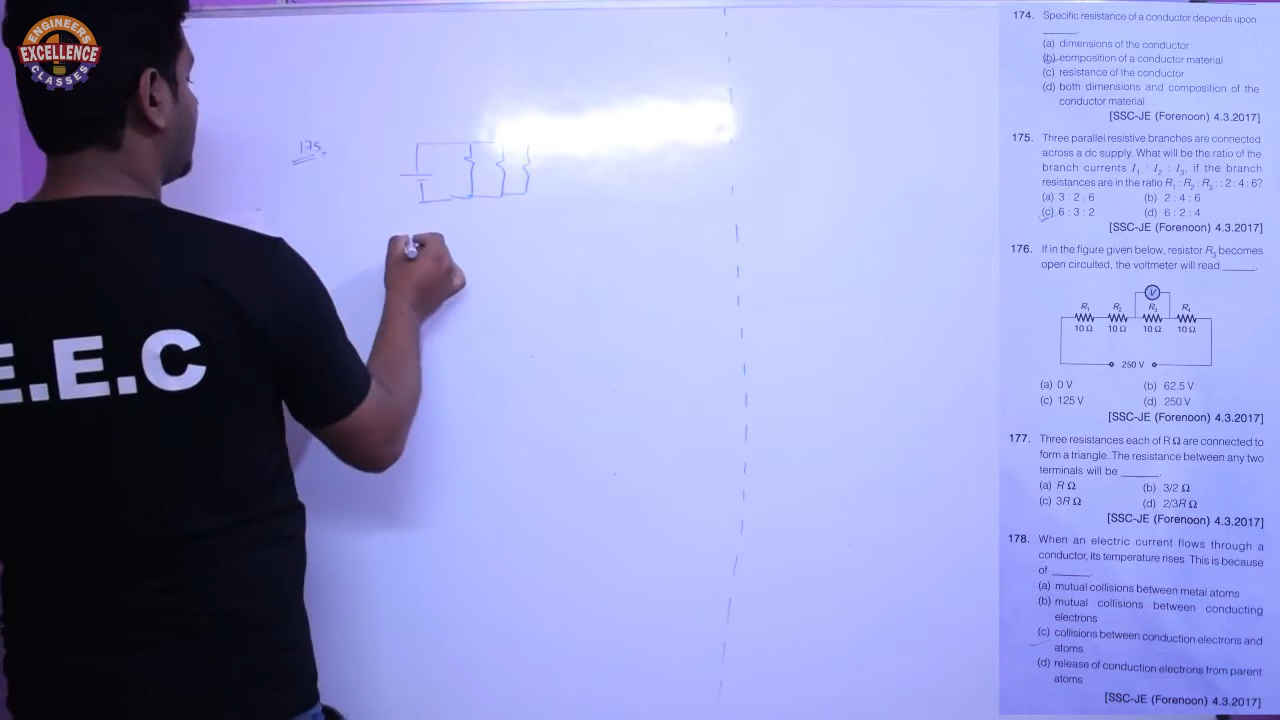 ENGINEERS
EXCELLENCE
CLASSES
E.E.C
175.
174. Specific resistance of a conductor depends upon
______.
(a) dimensions of the conductor
(b) composition of a conductor material
(c) resistance of the conductor
(d) both dimensions and composition of the
conductor material
[SSC-JE (Forenoon) 4.3.2017]
175. Three parallel resistive branches are connected
across a dc supply. What will be the ratio of the
branch currents I₁ : I₂ : I₃, if the branch
resistances are in the ratio R₁ : R₂ : R₃ : : 2 : 4 : 6?
(a) 3 : 2 : 6 (b) 2 : 4 : 6
(c) 6 : 3 : 2 (d) 6 : 2 : 4
[SSC-JE (Forenoon) 4.3.2017]
176. If in the figure given below, resistor R₃ becomes
open circuited, the voltmeter will read ______.
V
R₁ R₂ R₃ R₄
10 Ω 10 Ω 10 Ω 10 Ω
250 V
(a) 0 V (b) 62.5 V
(c) 125 V (d) 250 V
[SSC-JE (Forenoon) 4.3.2017]
177. Three resistances each of R Ω are connected to
form a triangle. The resistance between any two
terminals will be ______.
(a) R Ω (b) 3/2 Ω
(c) 3R Ω (d) 2/3R Ω
[SSC-JE (Forenoon) 4.3.2017]
178. When an electric current flows through a
conductor, its temperature rises. This is because
of ______.
(a) mutual collisions between metal atoms
(b) mutual collisions between conducting
electrons
(c) collisions between conduction electrons and
atoms
(d) release of conduction electrons from parent
atoms
[SSC-JE (Forenoon) 4.3.2017]